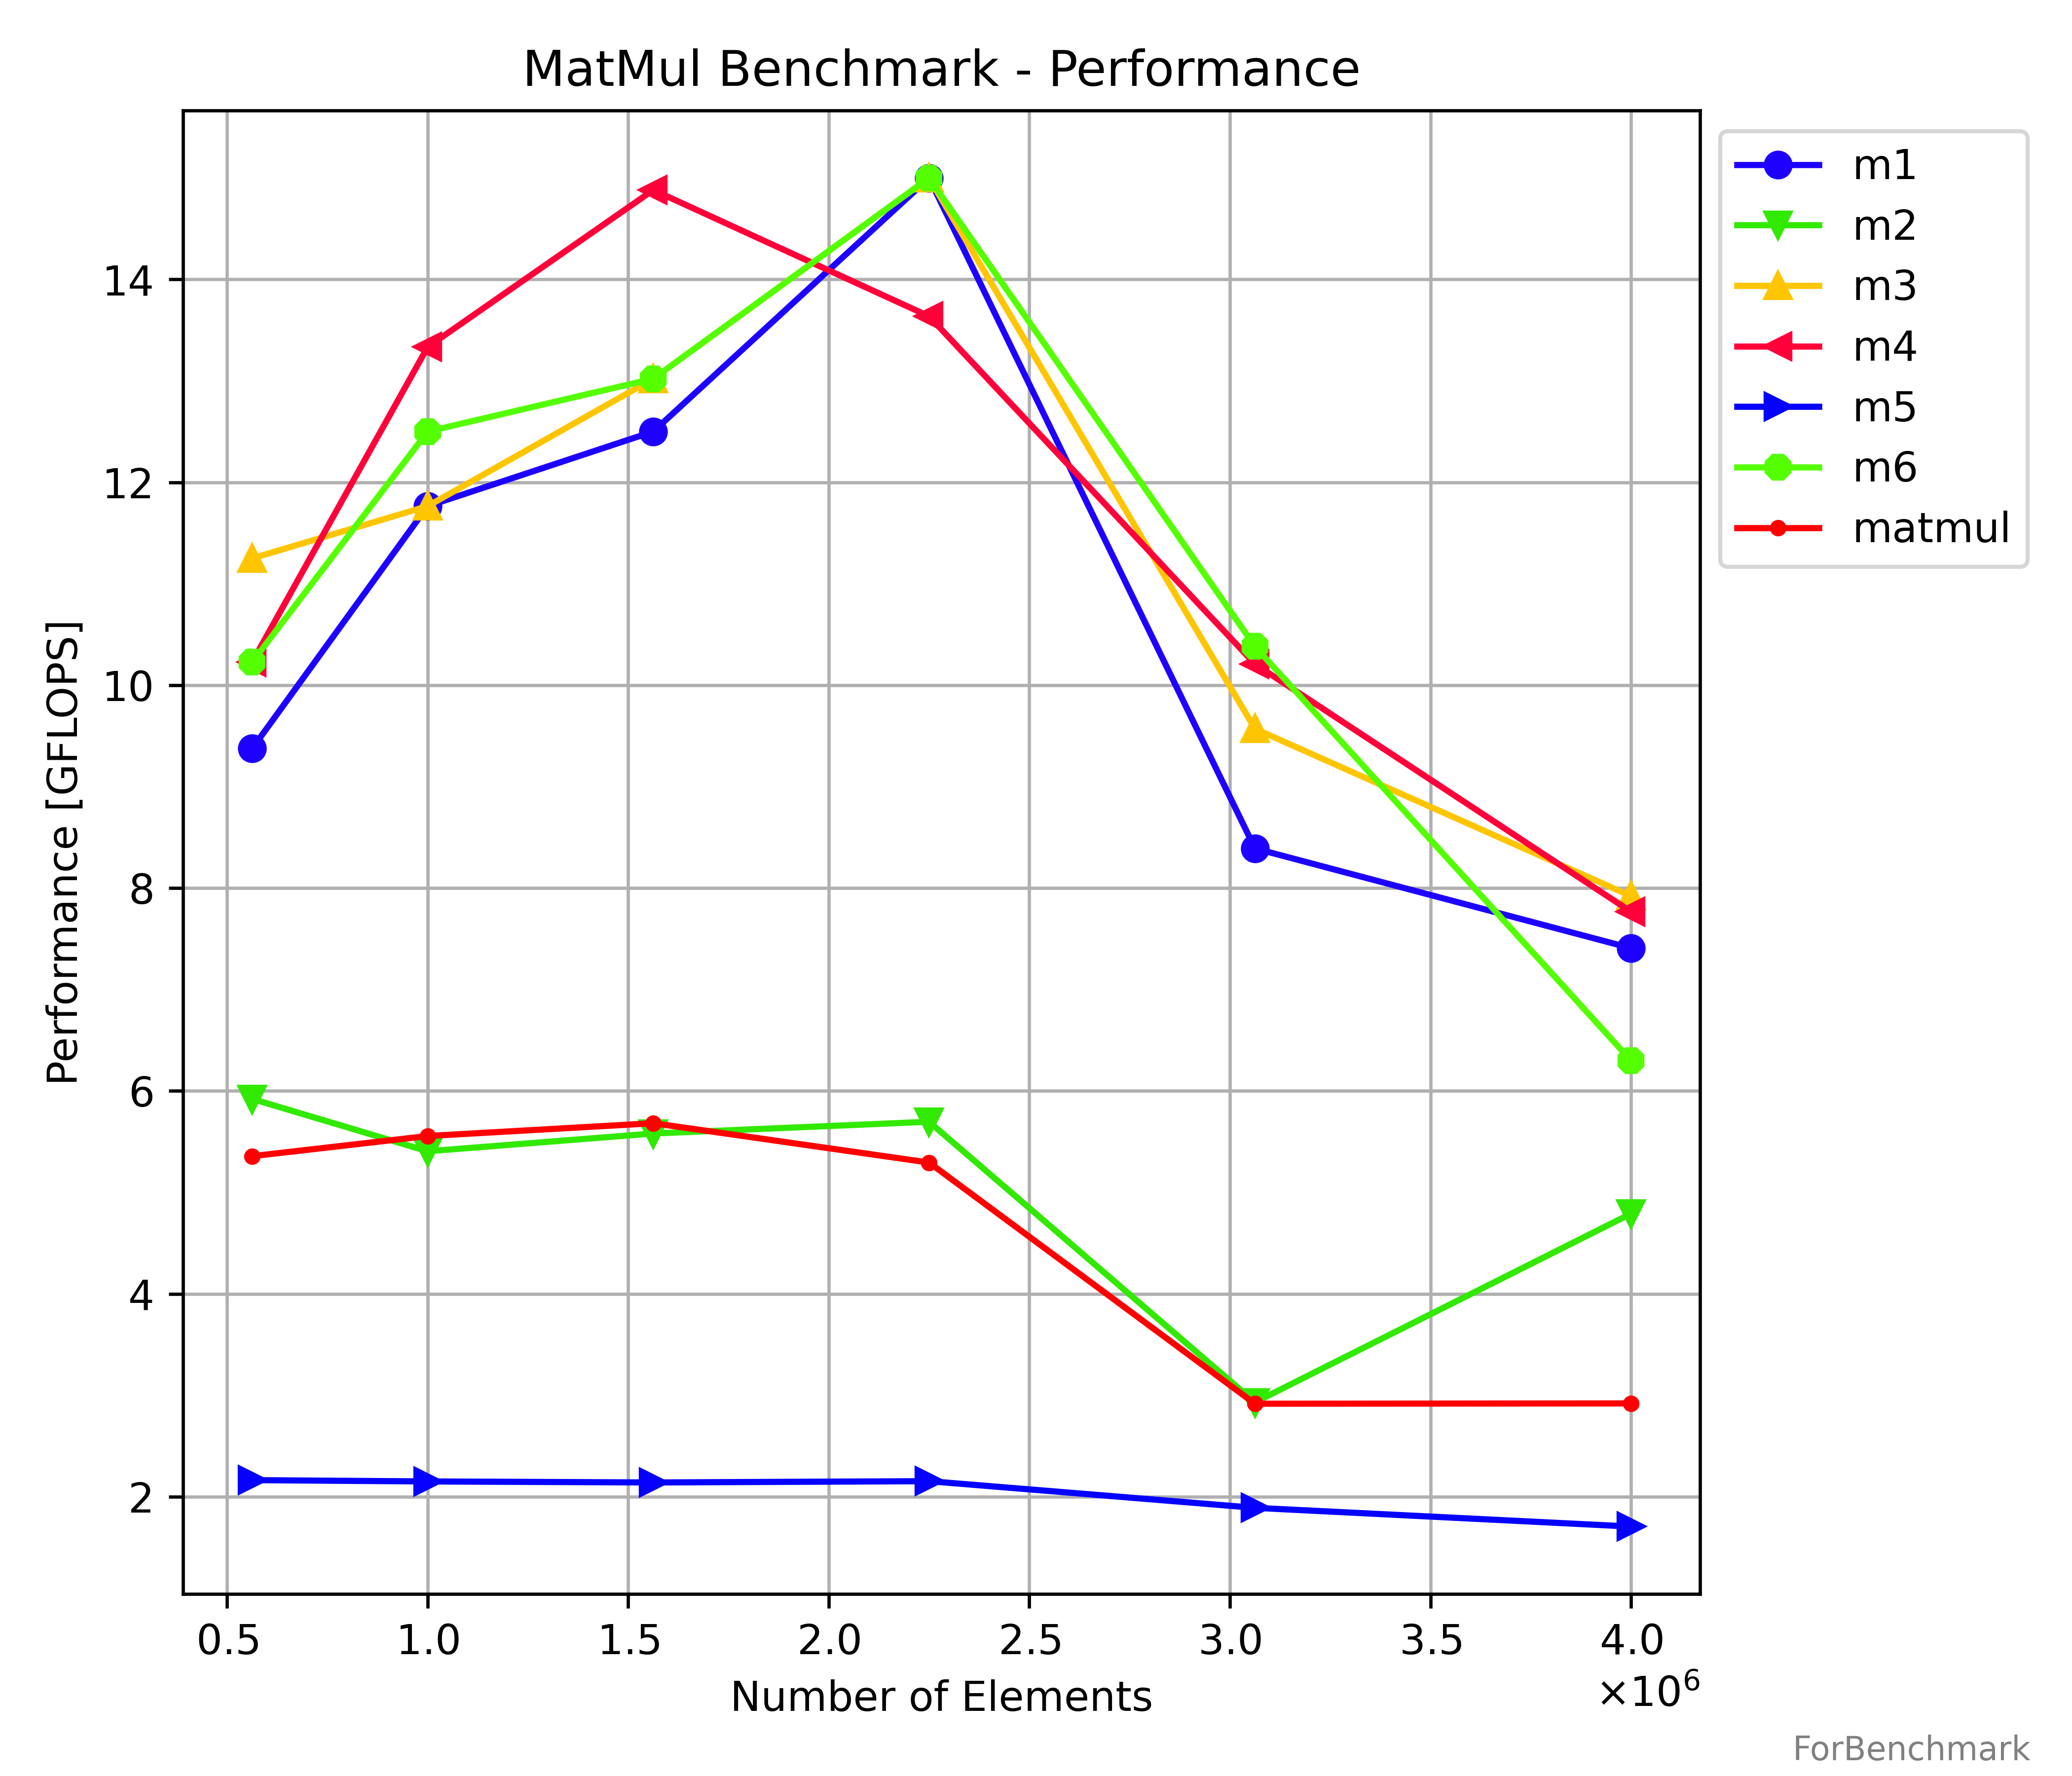 MatMul Benchmark - Performance
m1
m2
m3
m4
m5
m6
matmul
Performance [GFLOPS]
14
12
10
8
6
4
2
0.5 1.0 1.5 2.0 2.5 3.0 3.5 4.0
×10⁶
Number of Elements
ForBenchmark